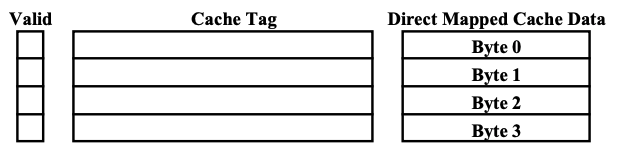 Valid Cache Tag Direct Mapped Cache Data
Byte 0
Byte 1
Byte 2
Byte 3